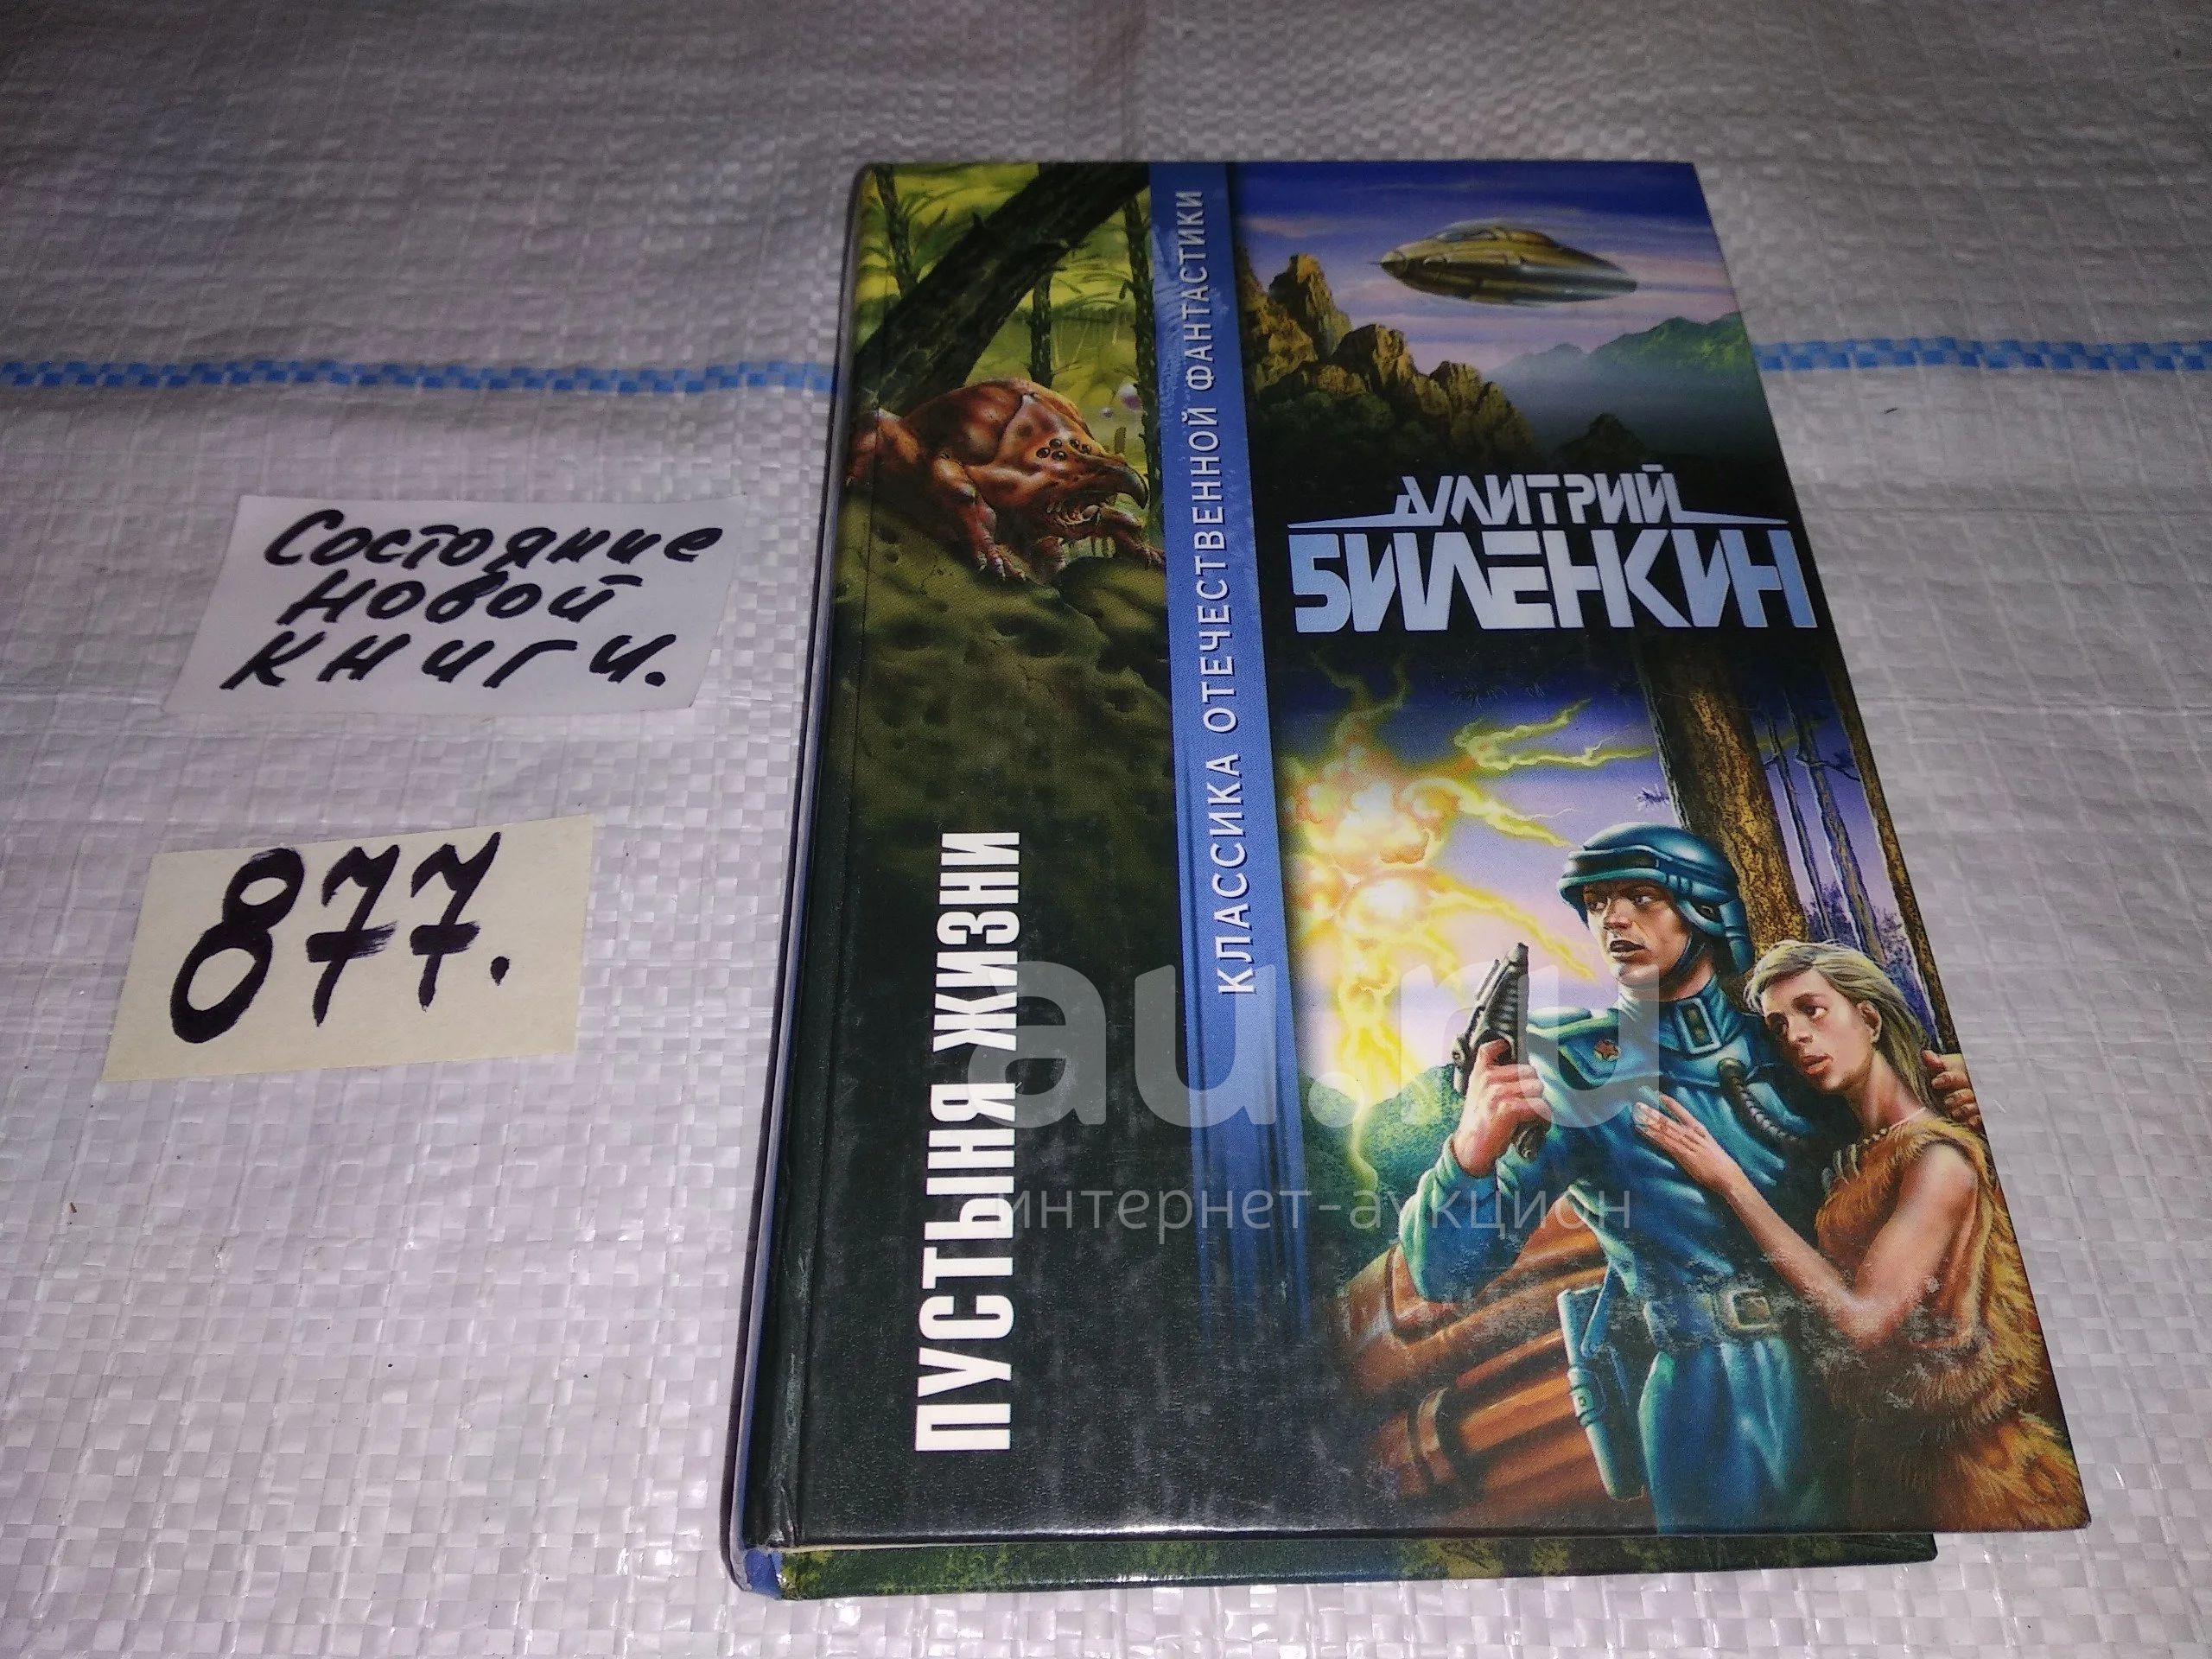 Состояние
новой
книги.
877.
ПУСТЫНЯ ЖИЗНИ
КЛАССИКА ОТЕЧЕСТВЕННОЙ ФАНТАСТИКИ
ДМИТРИЙ
БИЛЕНКИН
au.ru
интернет-аукцион